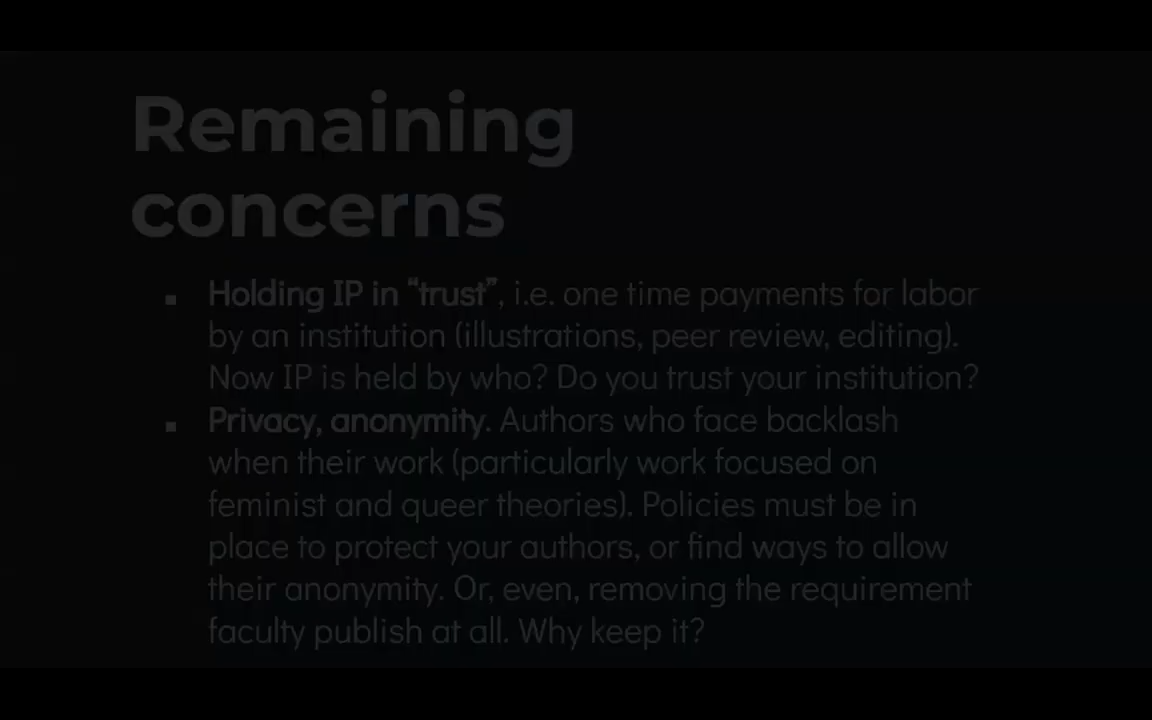 Remaining
concerns
▪ Holding IP in “trust”, i.e. one time payments for labor
by an institution (illustrations, peer review, editing).
Now IP is held by who? Do you trust your institution?
▪ Privacy, anonymity. Authors who face backlash
when their work (particularly work focused on
feminist and queer theories). Policies must be in
place to protect your authors, or find ways to allow
their anonymity. Or, even, removing the requirement
faculty publish at all. Why keep it?